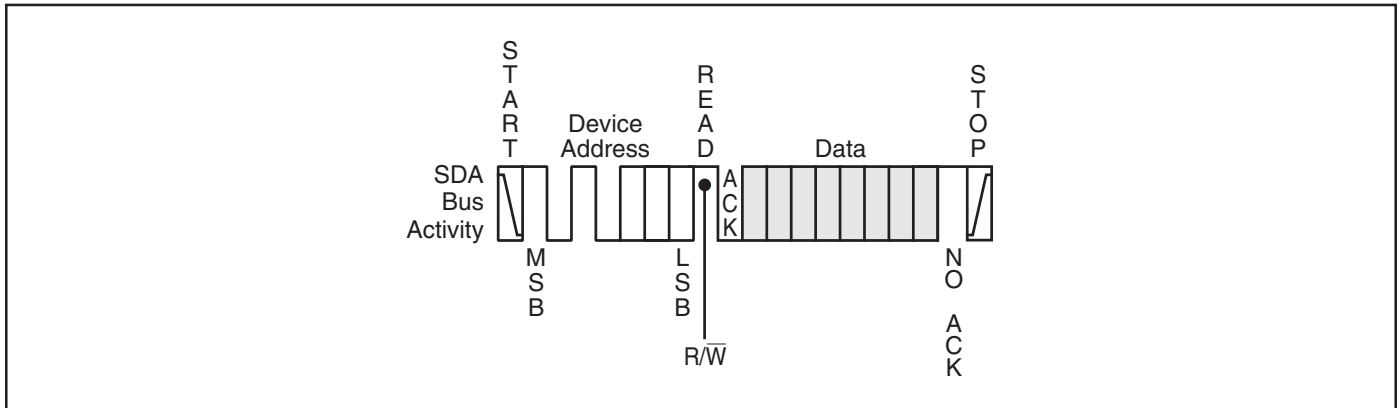 START
Device
Address
READ
Data
STOP
SDA
Bus
Activity
ACK
MSB
LSB
R/W̅
NO ACK